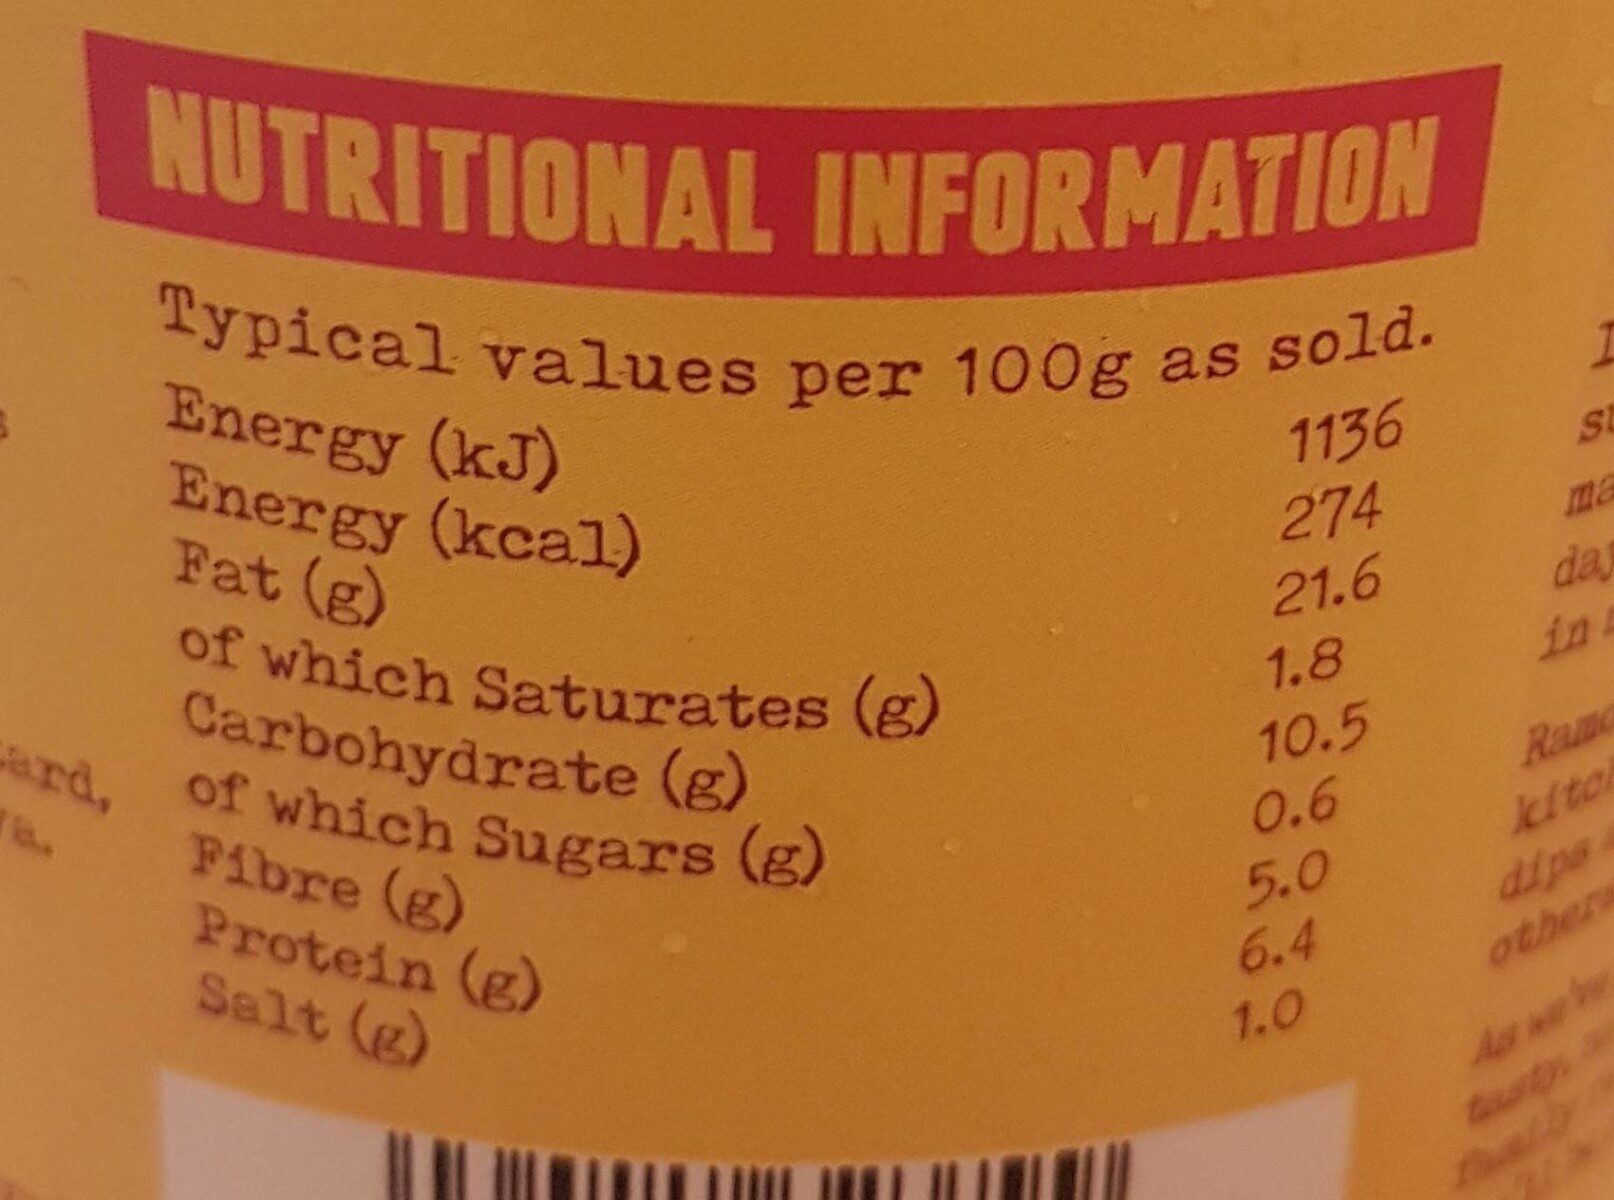 NUTRITIONAL INFORMATION
Typical values per 100g as sold.
Energy (kJ) 1136
Energy (kcal) 274
Fat (g) 21.6
of which Saturates (g) 1.8
Carbohydrate (g) 10.5
of which Sugars (g) 0.6
Fibre (g) 5.0
Protein (g) 6.4
Salt (g) 1.0
in
dips